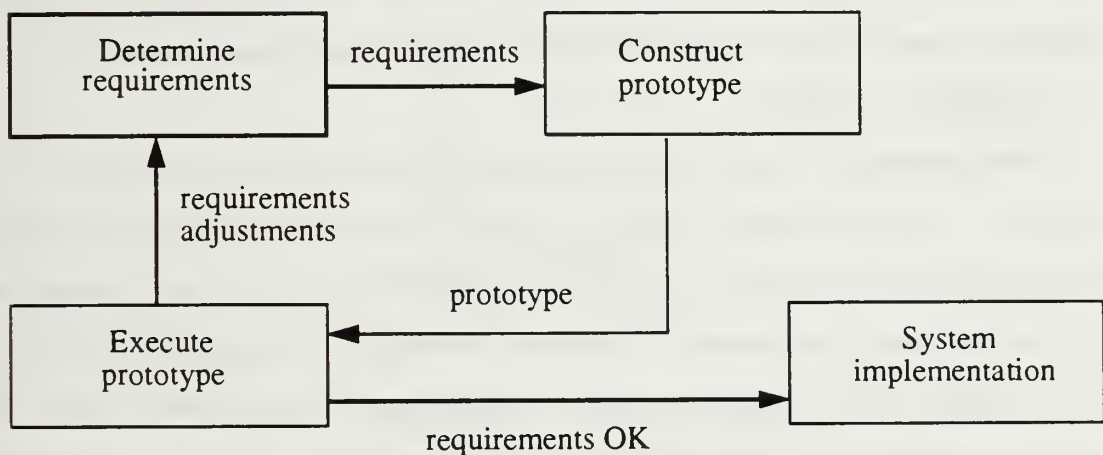 Determine
requirements
requirements
Construct
prototype
requirements
adjustments
prototype
Execute
prototype
System
implementation
requirements OK